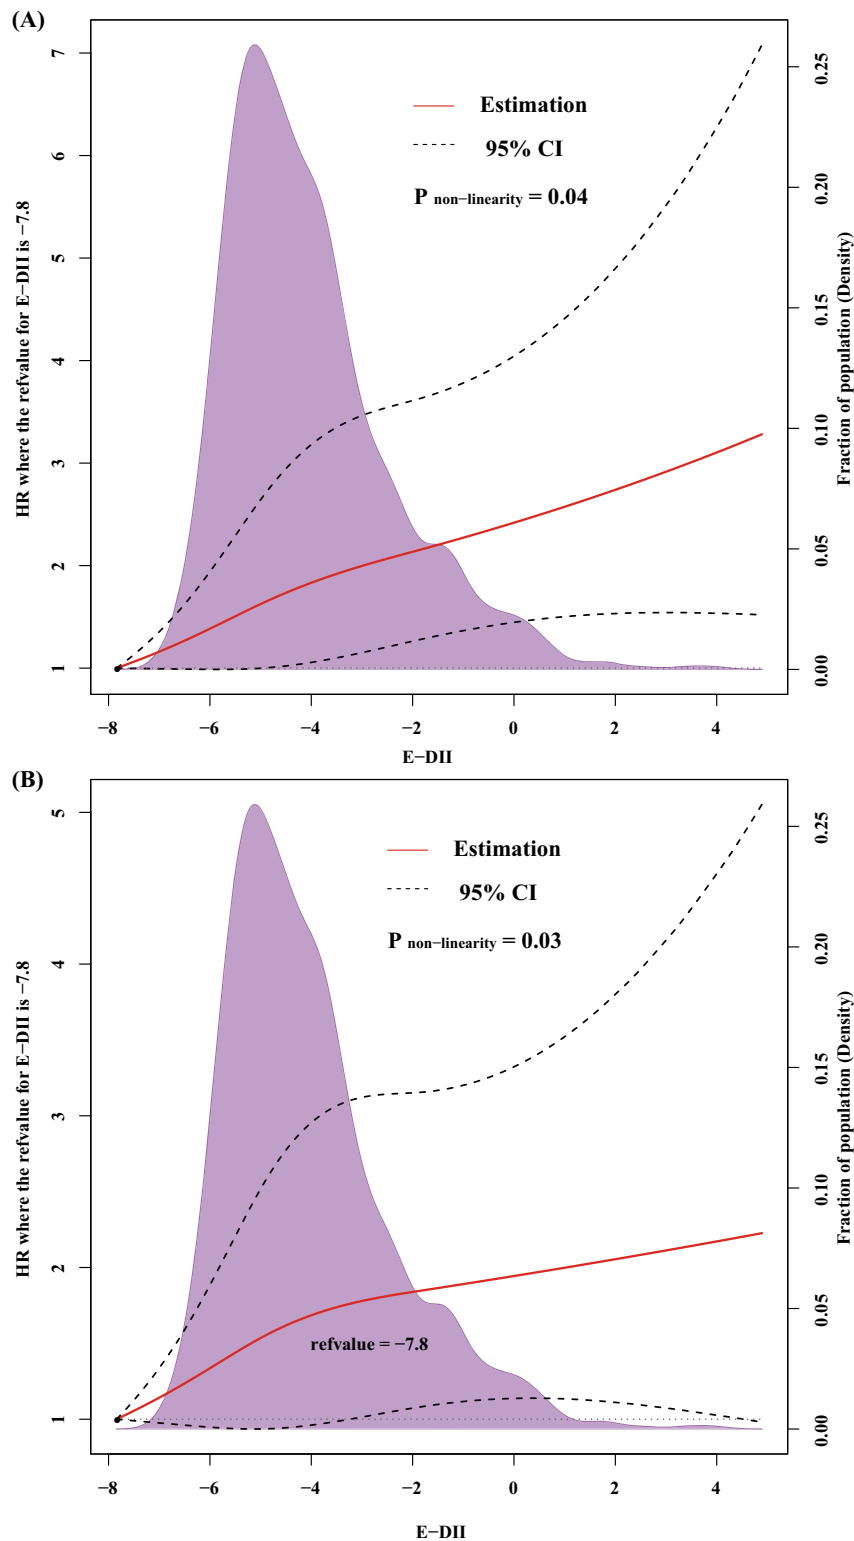 (A)
HR where the refvalue for E−DII is −7.8
7
6
5
4
3
2
1
Estimation
95% CI
P non−linearity = 0.04
0.25
0.20
0.15
0.10
0.05
0.00
Fraction of population (Density)
−8 −6 −4 −2 0 2 4
E−DII
(B)
HR where the refvalue for E−DII is −7.8
5
4
3
2
1
Estimation
95% CI
P non−linearity = 0.03
refvalue = −7.8
0.25
0.20
0.15
0.10
0.05
0.00
Fraction of population (Density)
−8 −6 −4 −2 0 2 4
E−DII